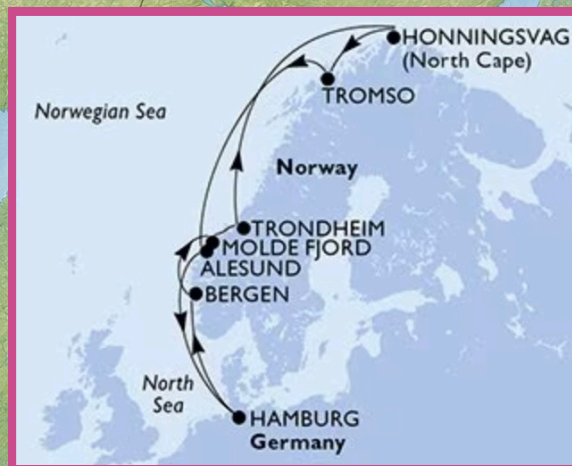 HONNINGSVAG
(North Cape)
TROMSO
Norwegian Sea
Norway
TRONDHEIM
MOLDE FJORD
ALESUND
BERGEN
North
Sea
HAMBURG
Germany